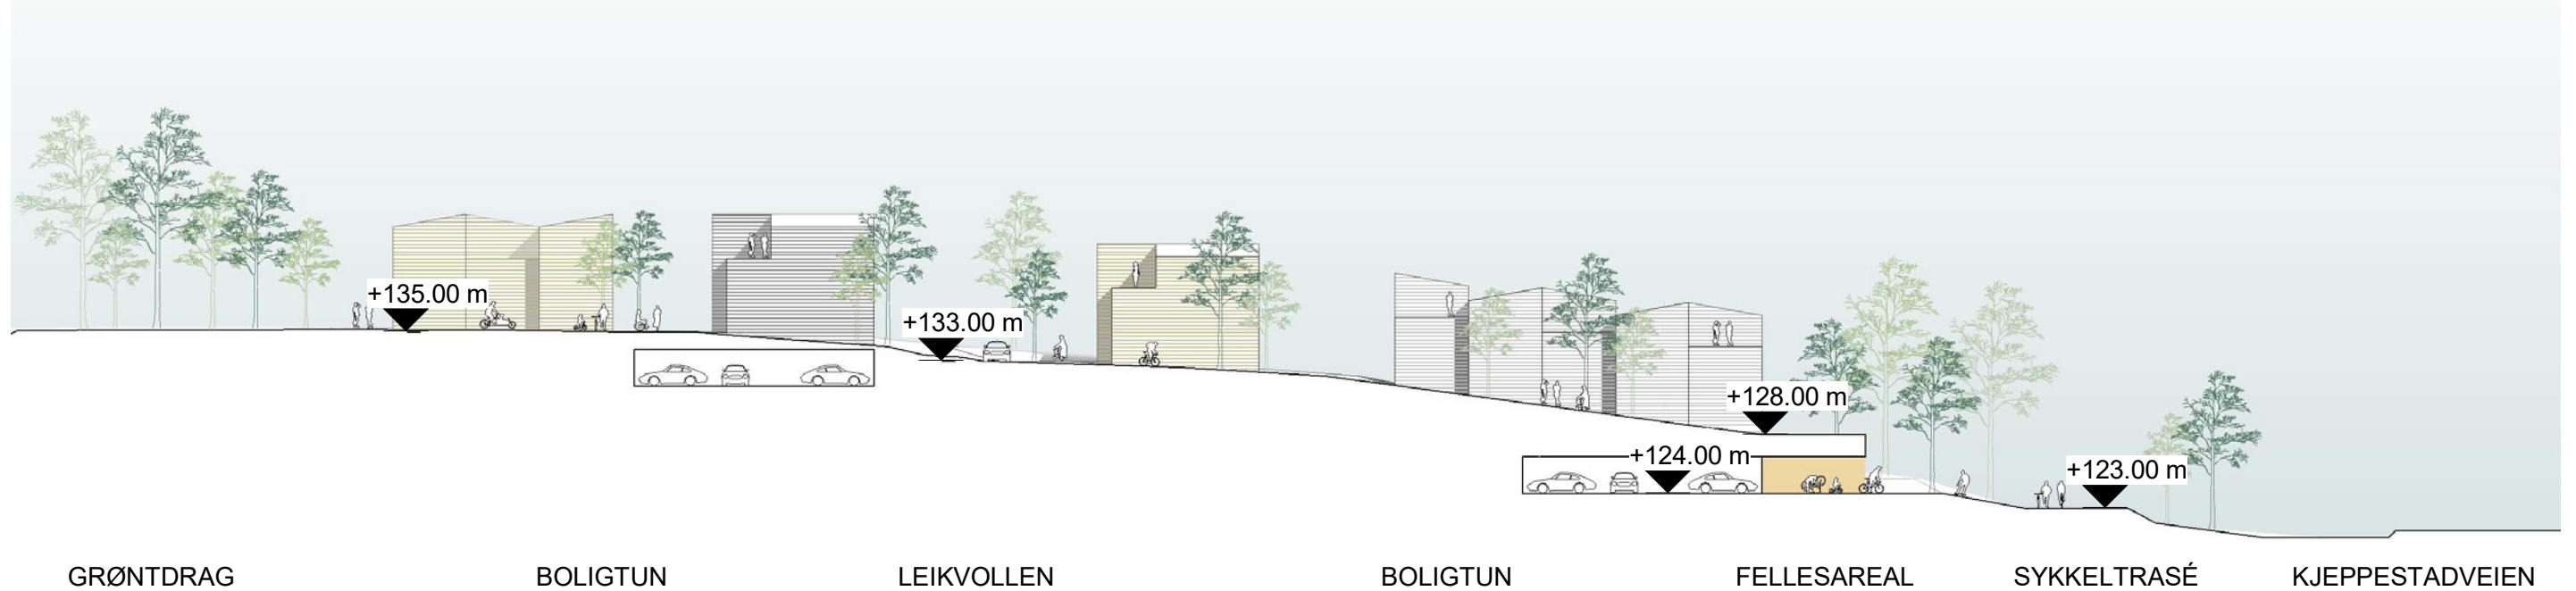 +135.00 m
+133.00 m
+128.00 m
+124.00 m
+123.00 m
GRØNTDRAG BOLIGTUN LEIKVOLLEN BOLIGTUN FELLESAREAL SYKKELTRASÉ KJEPPESTADVEIEN